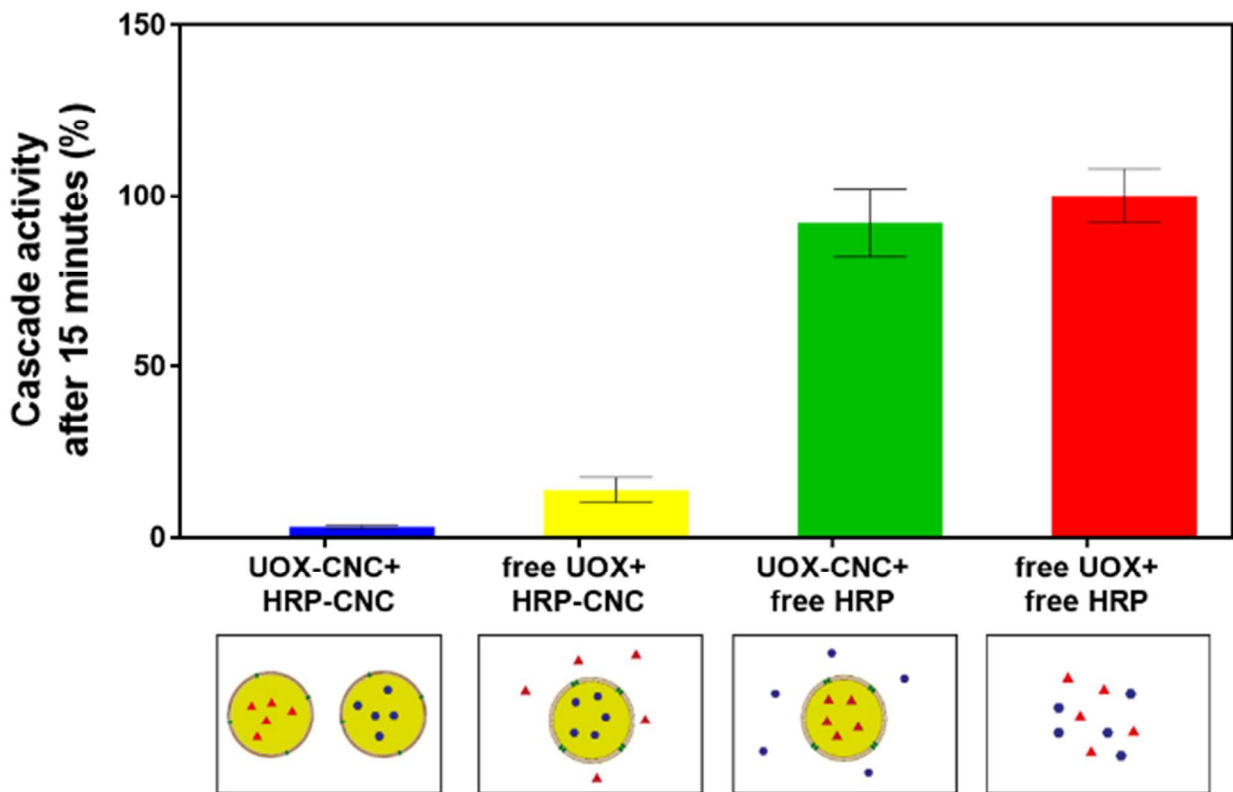 Cascade activity
after 15 minutes (%)
150
100
50
0
UOX-CNC+
HRP-CNC
free UOX+
HRP-CNC
UOX-CNC+
free HRP
free UOX+
free HRP